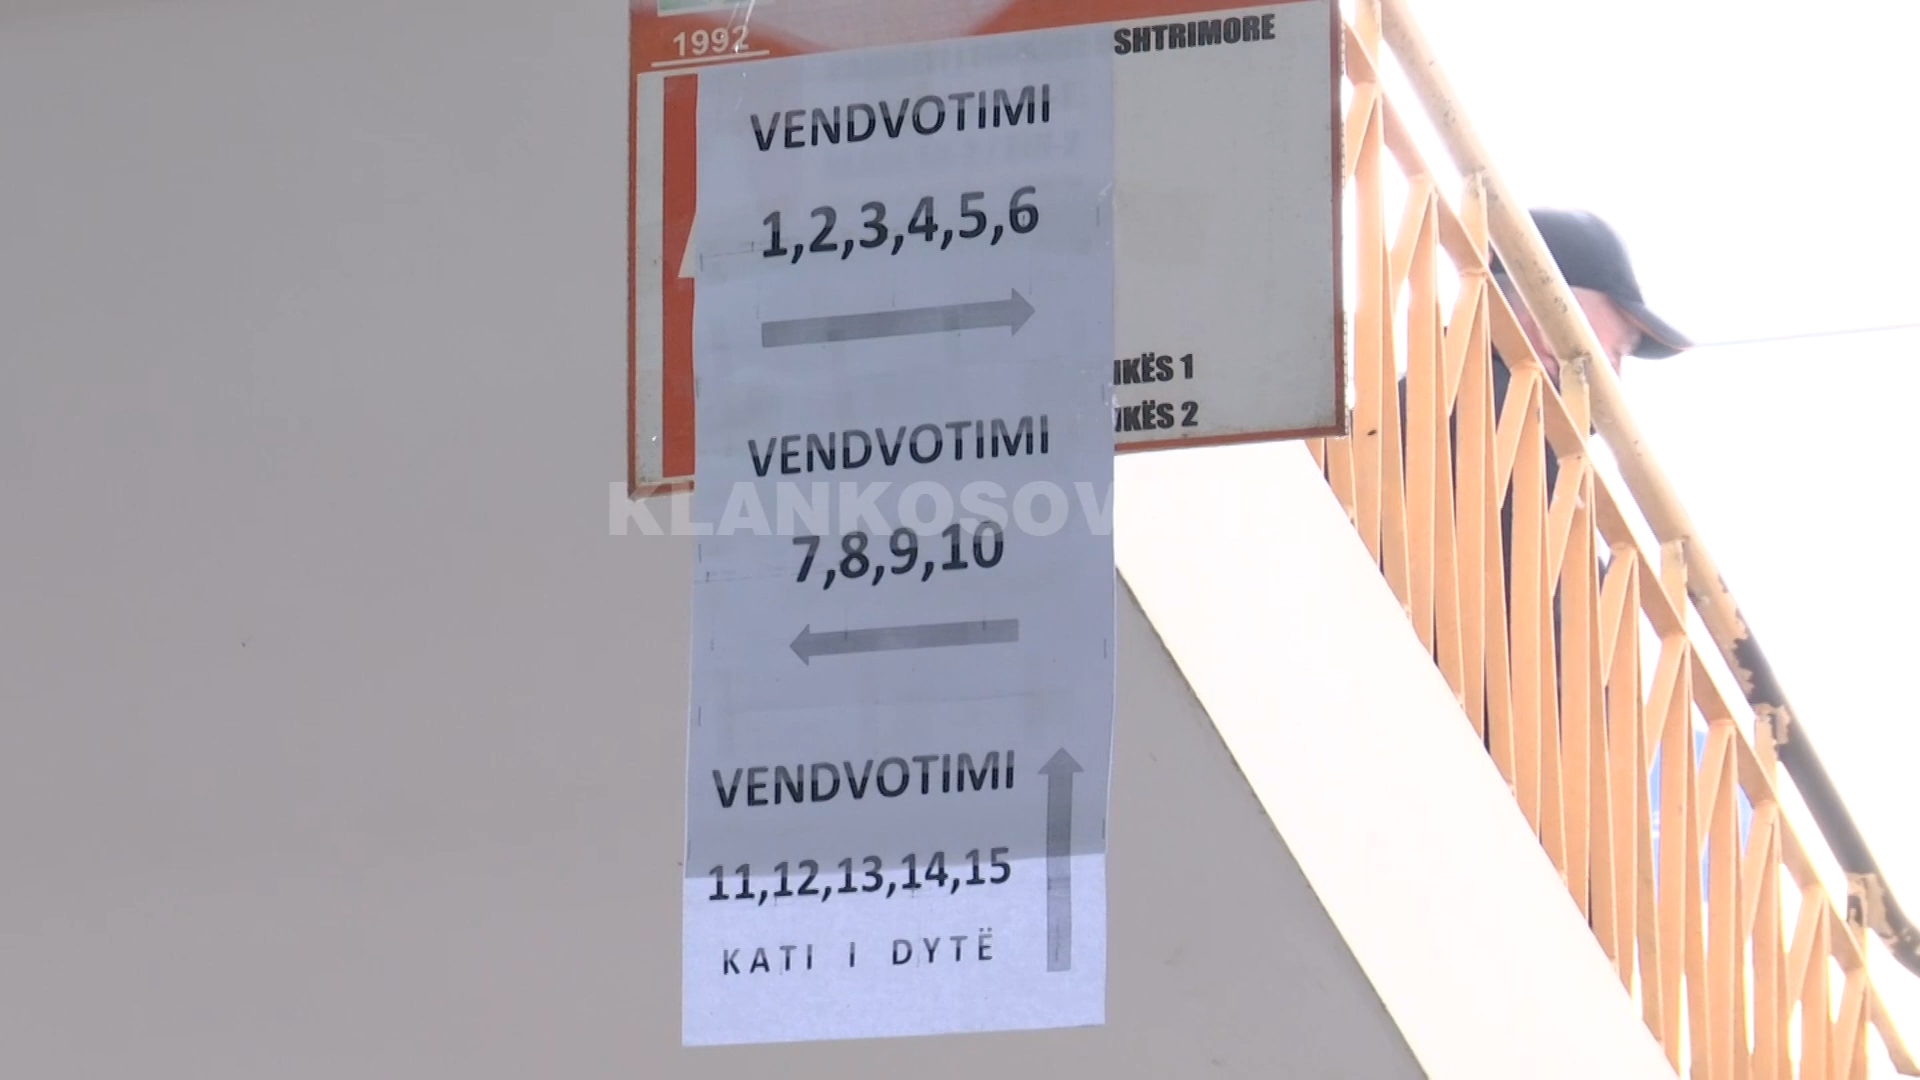 1992
SHTRIMORE
VENDVOTIMI
1,2,3,4,5,6
IKËS 1
IKËS 2
VENDVOTIMI
KLANKOSOV
7,8,9,10
VENDVOTIMI
11,12,13,14,15
KATI I DYTË